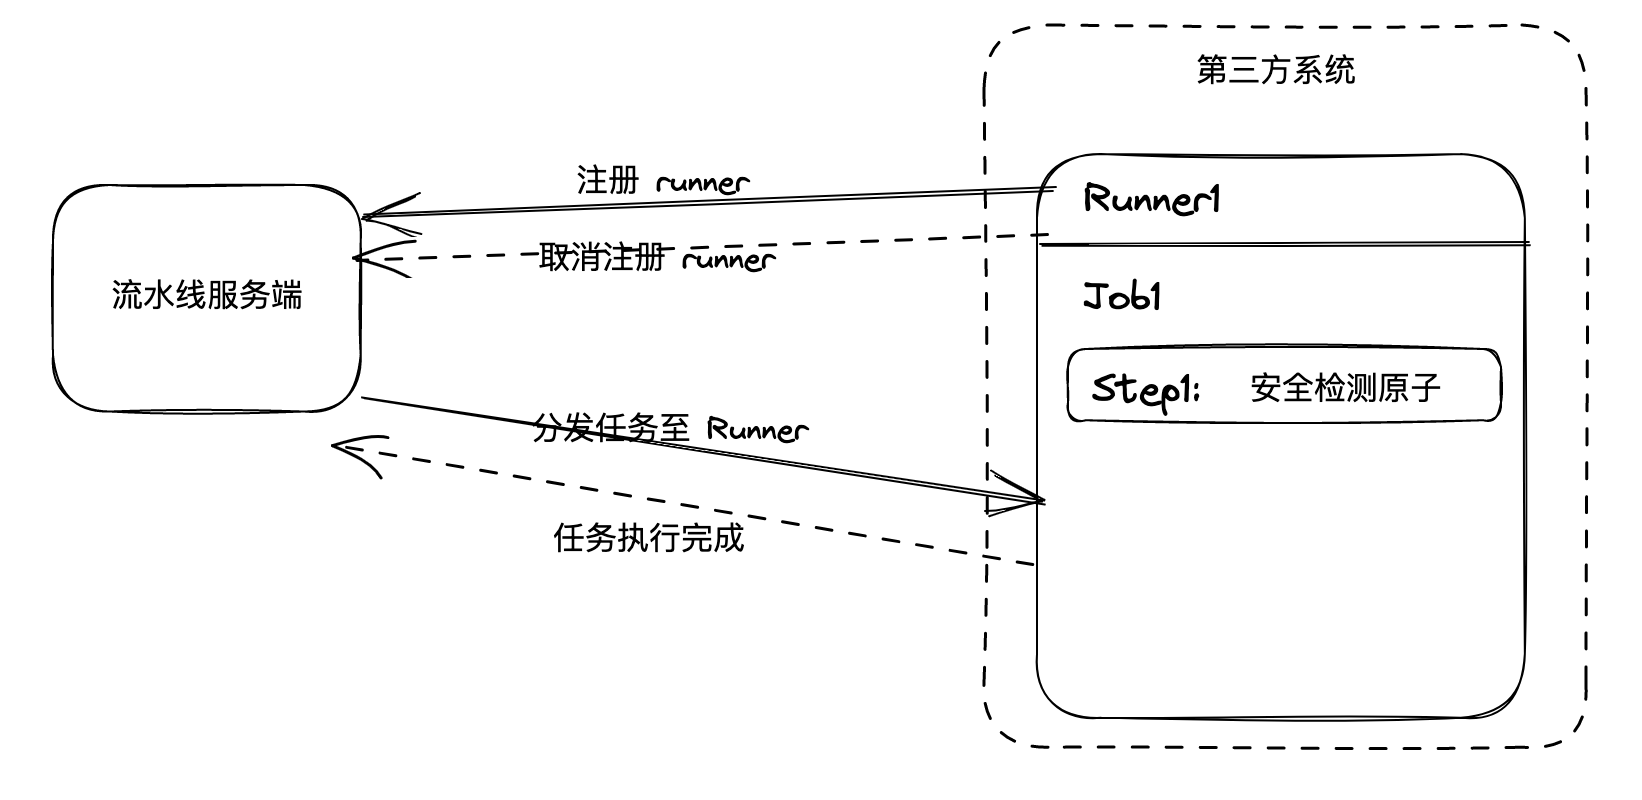 第三方系统
注册 runner
Runner1
取消注册 runner
流水线服务端
Job1
Step1: 安全检测原子
分发任务至 Runner
任务执行完成